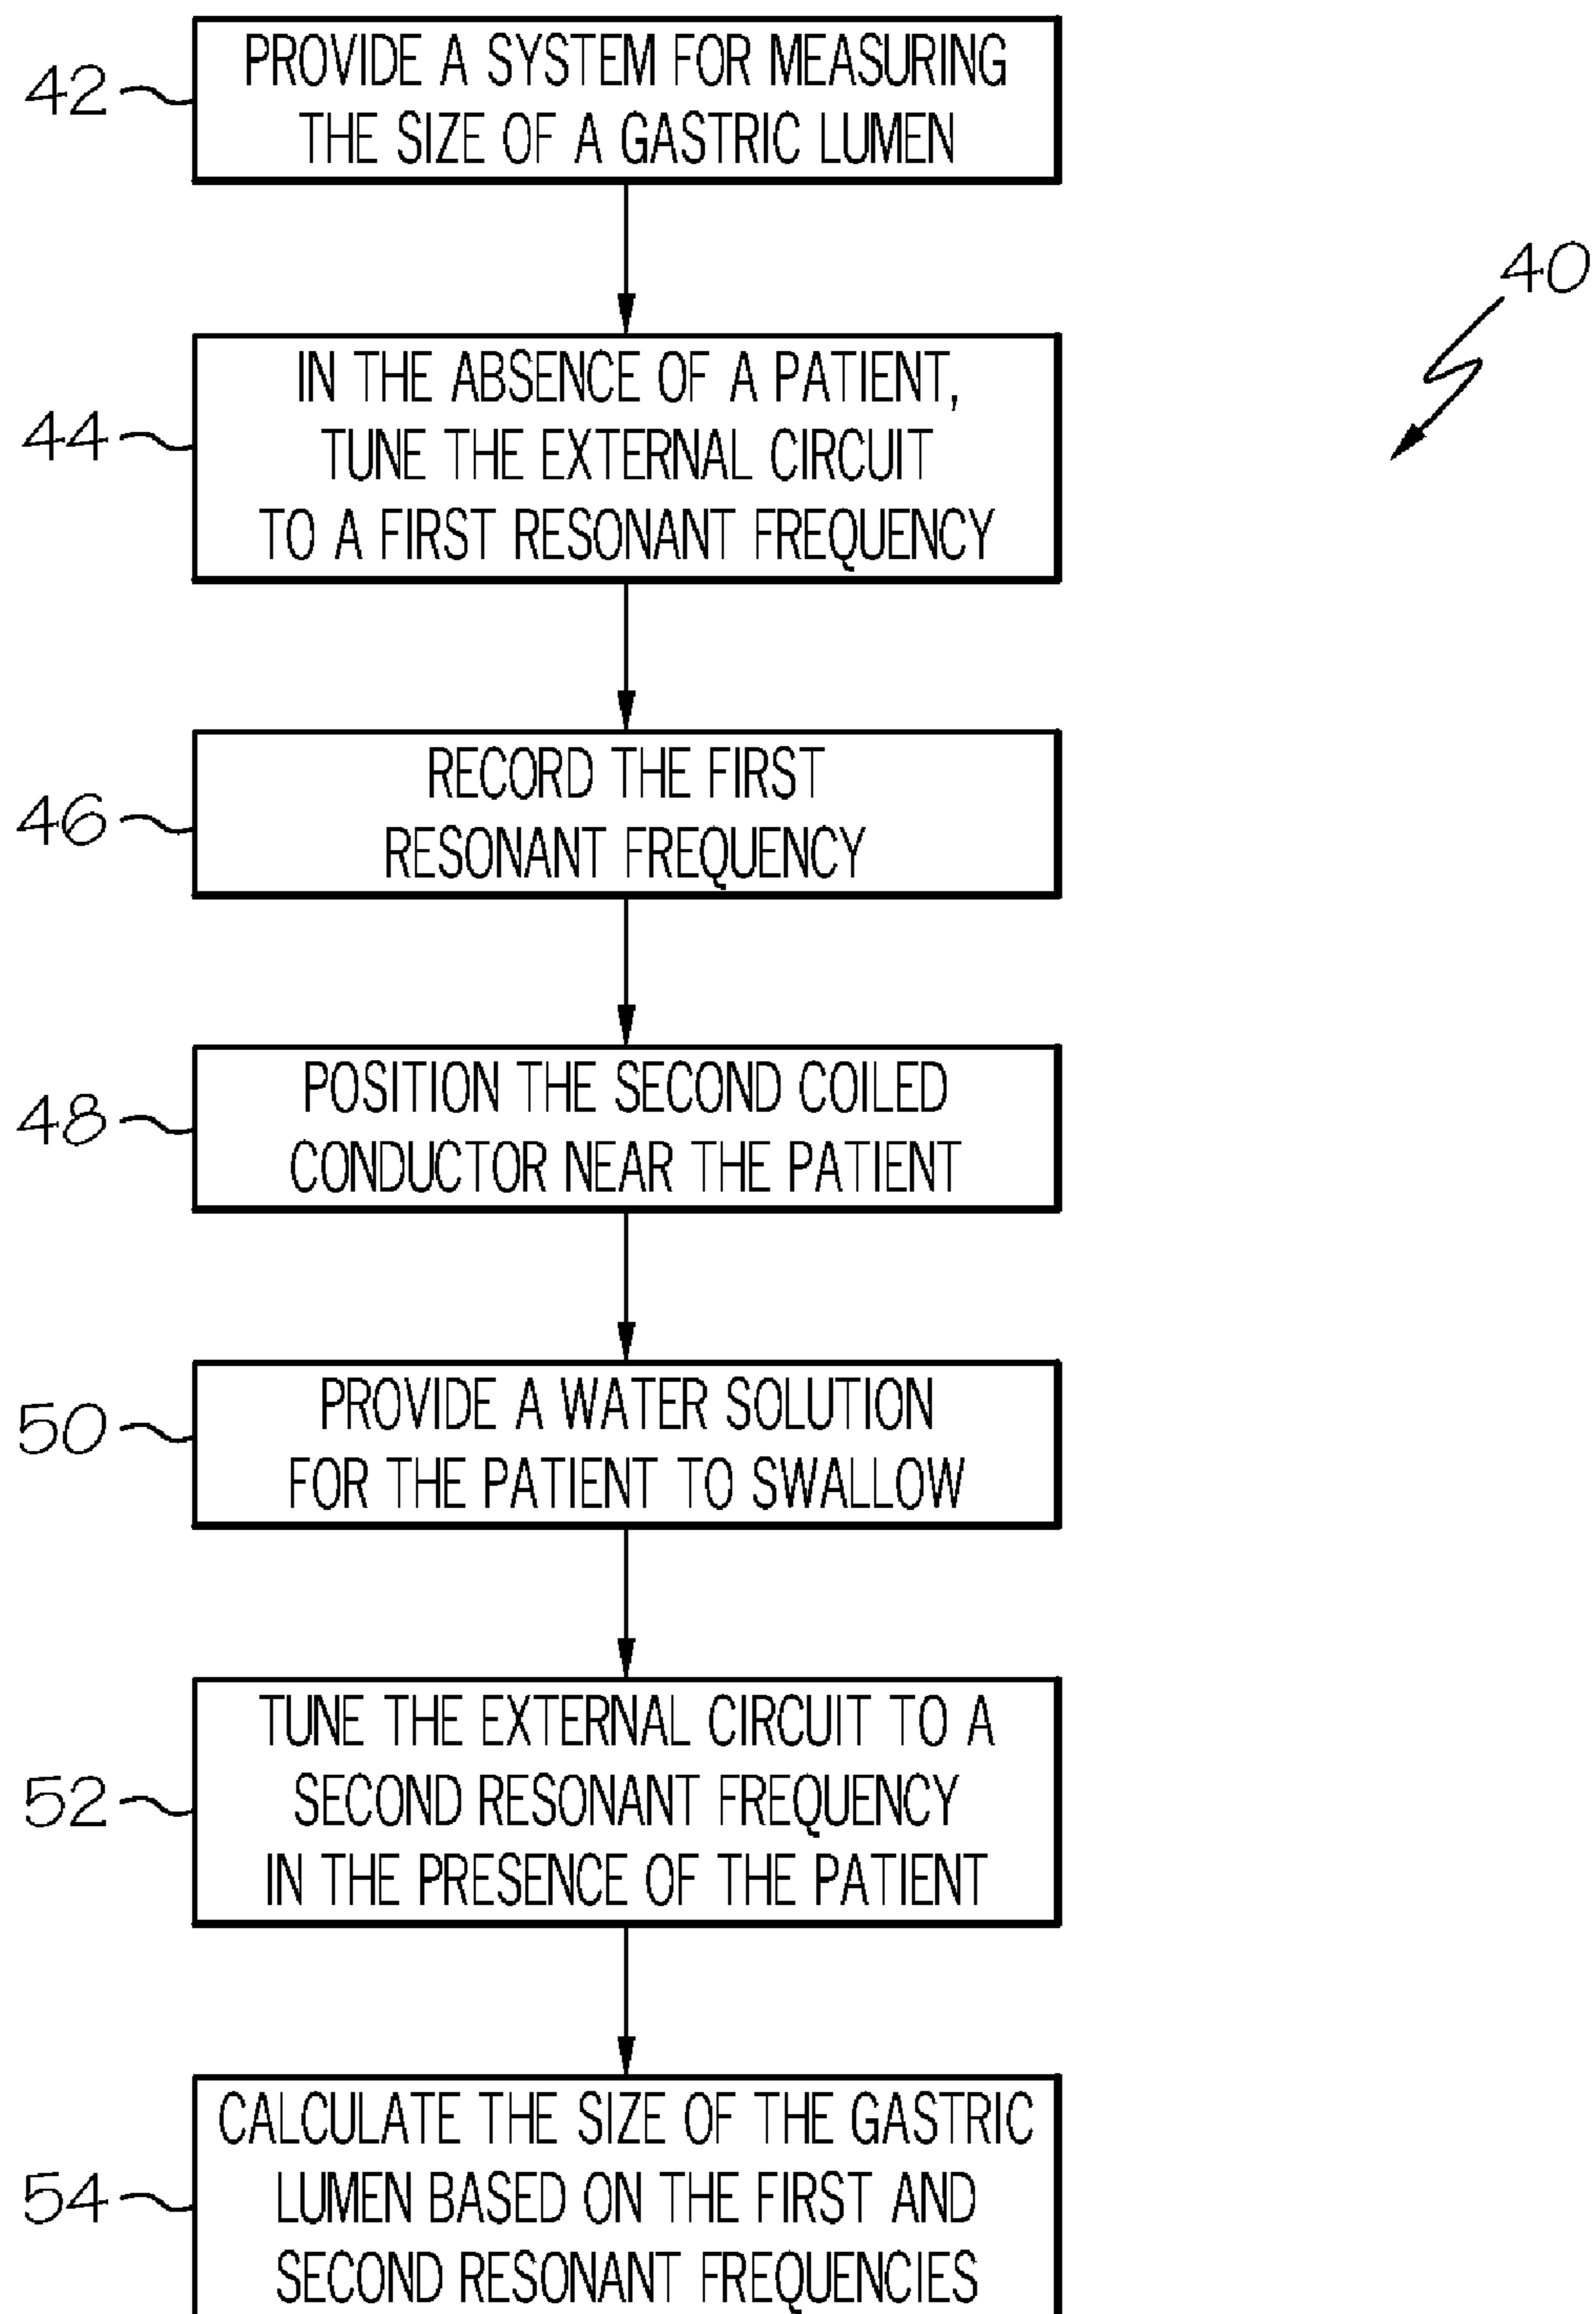 42
PROVIDE A SYSTEM FOR MEASURING
THE SIZE OF A GASTRIC LUMEN
40
44
IN THE ABSENCE OF A PATIENT,
TUNE THE EXTERNAL CIRCUIT
TO A FIRST RESONANT FREQUENCY
46
RECORD THE FIRST
RESONANT FREQUENCY
48
POSITION THE SECOND COILED
CONDUCTOR NEAR THE PATIENT
50
PROVIDE A WATER SOLUTION
FOR THE PATIENT TO SWALLOW
52
TUNE THE EXTERNAL CIRCUIT TO A
SECOND RESONANT FREQUENCY
IN THE PRESENCE OF THE PATIENT
54
CALCULATE THE SIZE OF THE GASTRIC
LUMEN BASED ON THE FIRST AND
SECOND RESONANT FREQUENCIES